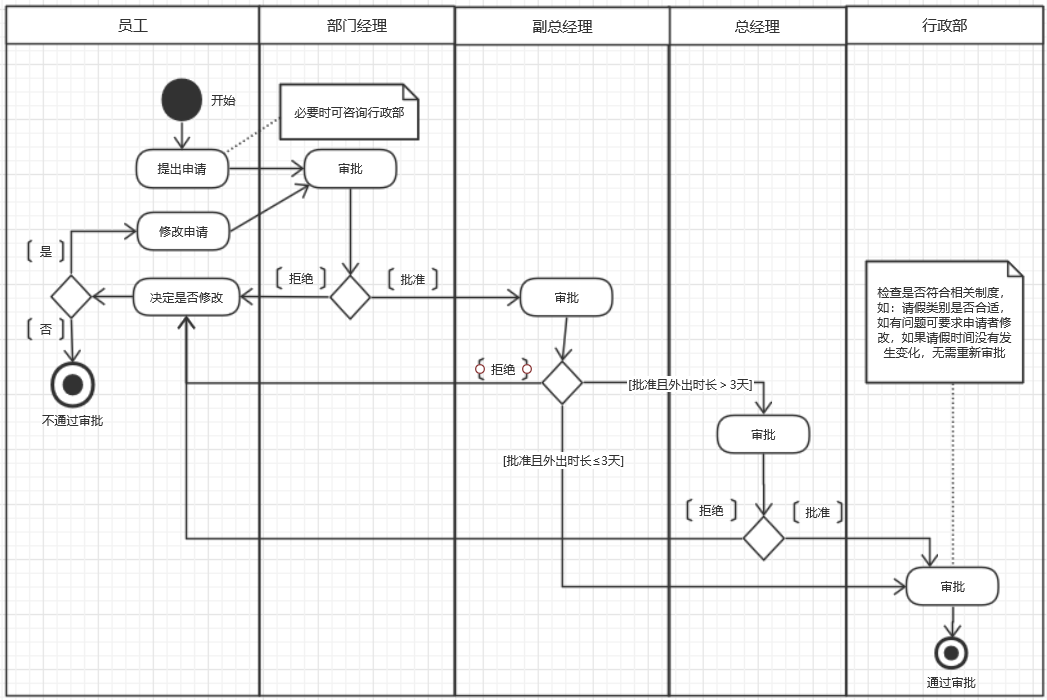 员工
部门经理
副总经理
总经理
行政部
开始
必要时可咨询行政部
提出申请
审批
修改申请
[是]
[拒绝]
[批准]
决定是否修改
审批
[否]
不通过审批
[拒绝]
[批准且外出时长 > 3天]
检查是否符合相关制度，
如：请假类别是否合适，
如有问题可要求申请者修
改，如果请假时间没有发
生变化，无需重新审批
审批
[批准且外出时长≤3天]
[拒绝]
[批准]
审批
通过审批